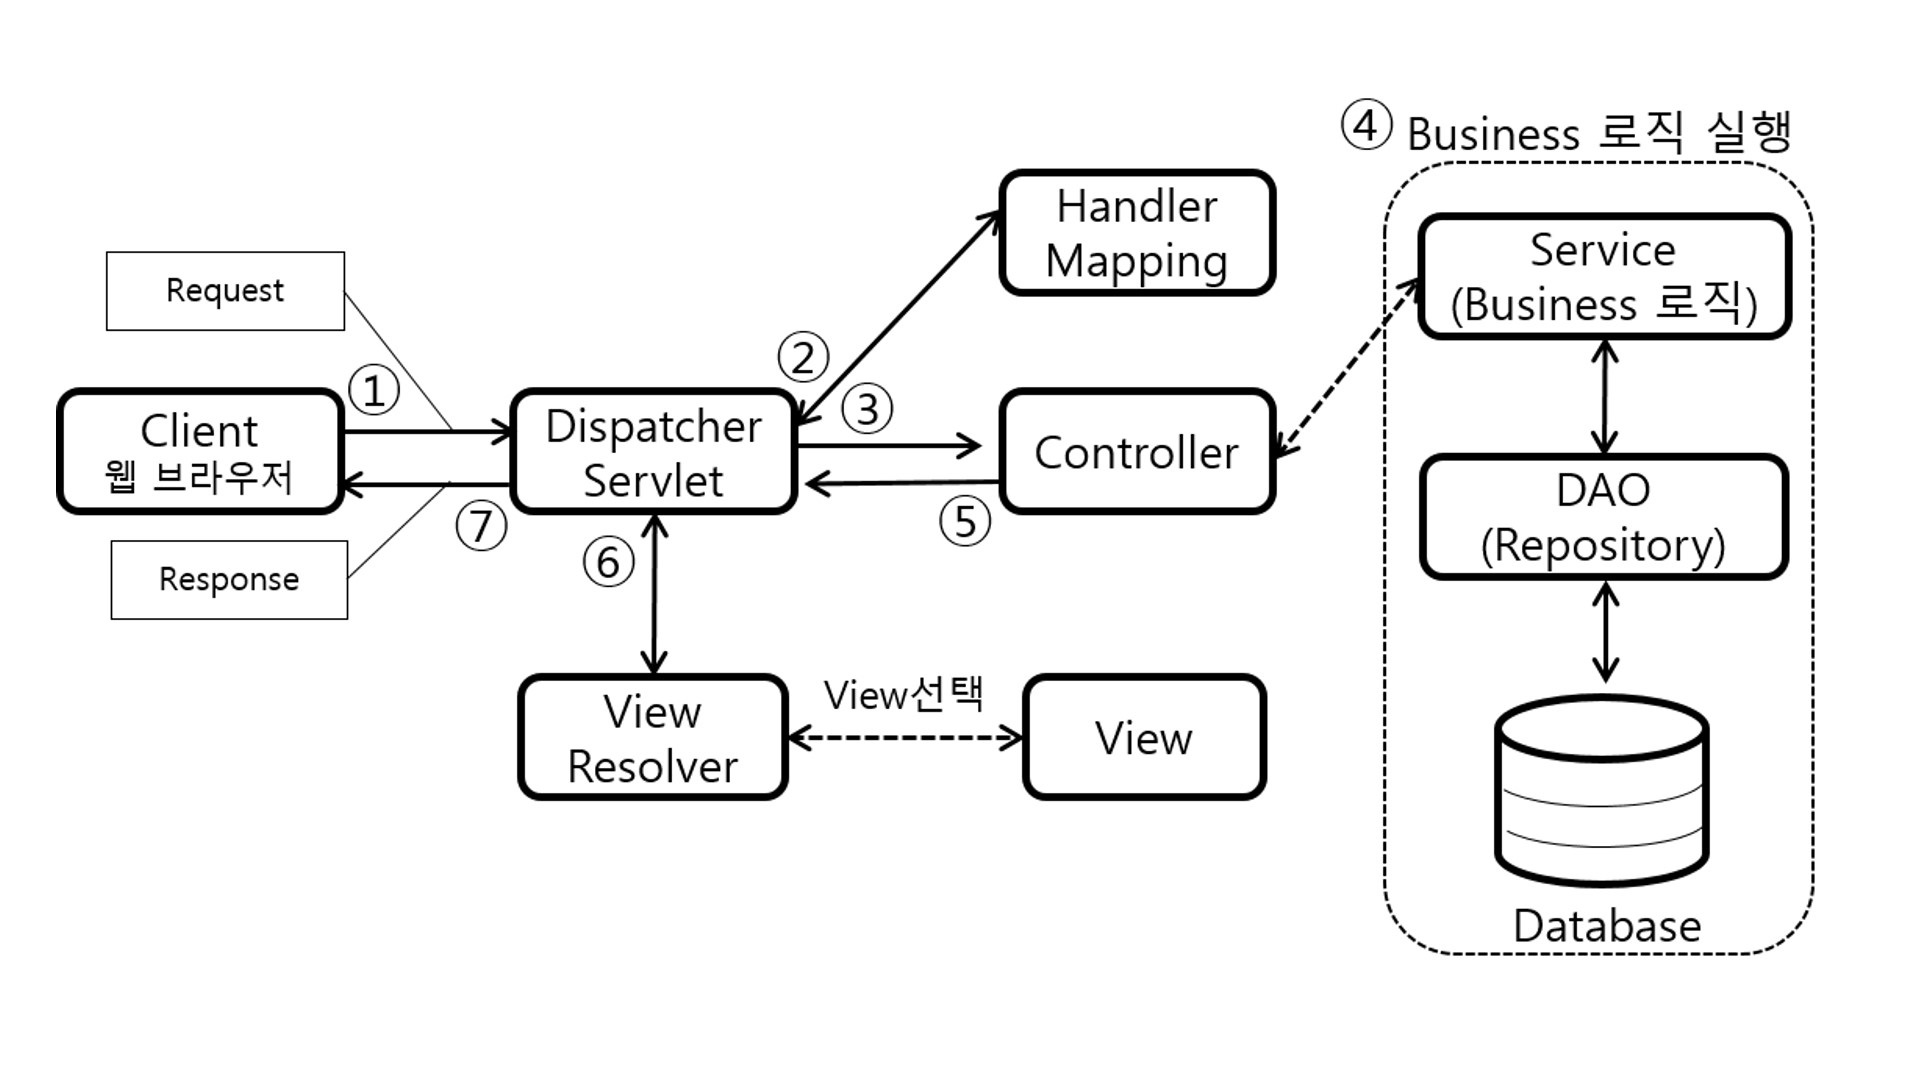 ④ Business 로직 실행
Handler
Mapping
Service
(Business 로직)
Request
②
①
③
Client
웹 브라우저
Dispatcher
Servlet
Controller
DAO
(Repository)
⑦
⑤
⑥
Response
View
Resolver
View선택
View
Database